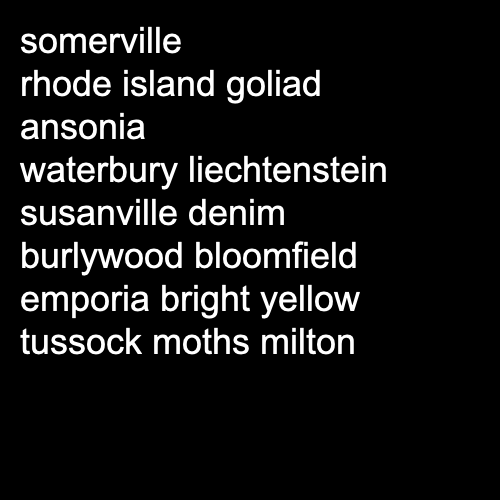 somerville
rhode island goliad
ansonia
waterbury liechtenstein
susanville denim
burlywood bloomfield
emporia bright yellow
tussock moths milton